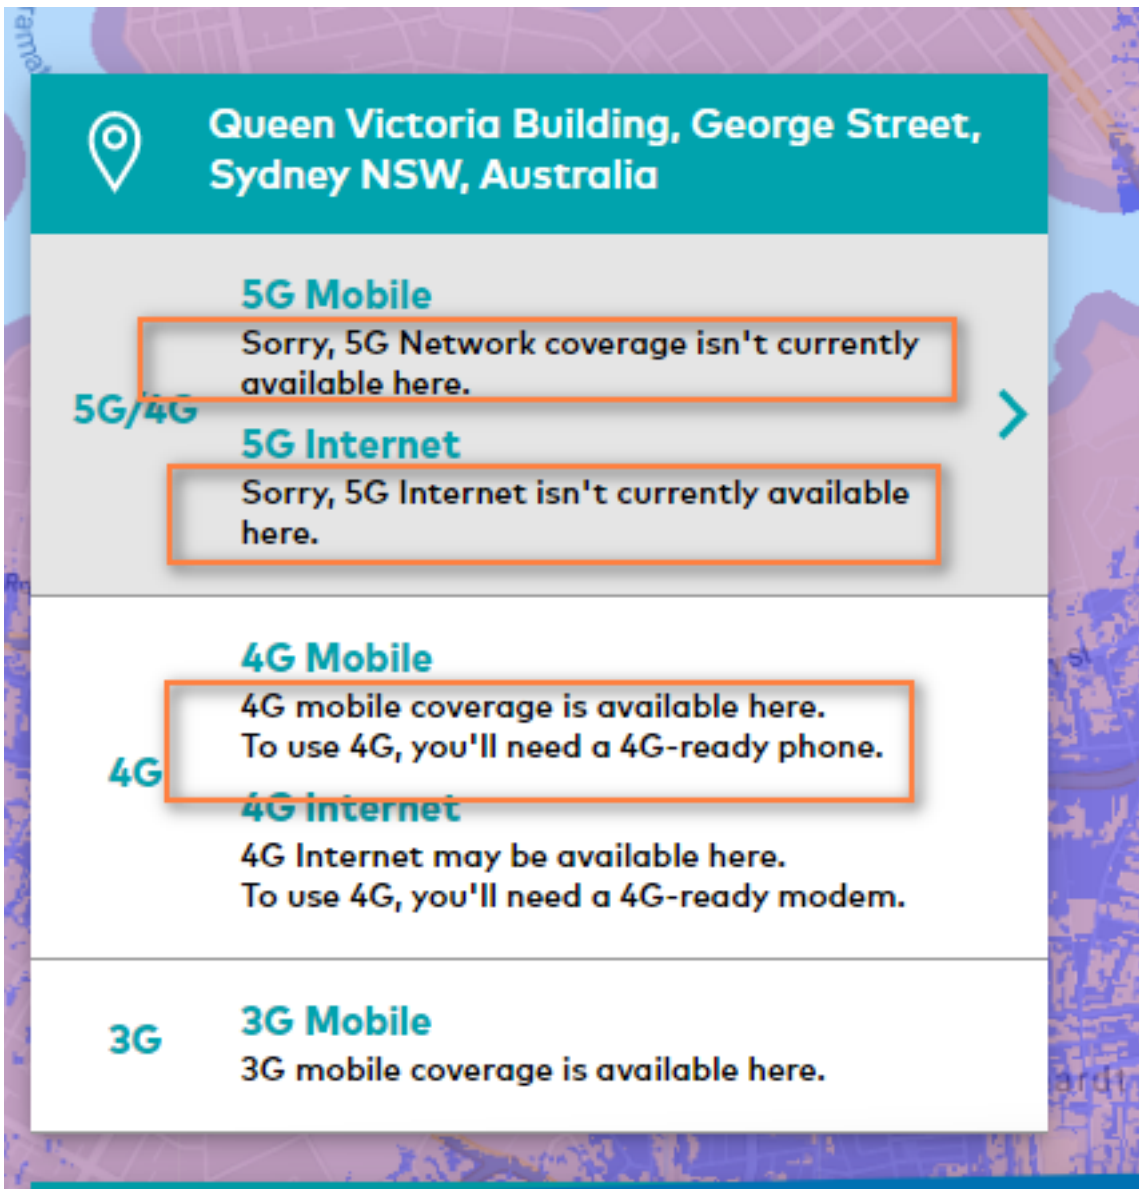 Queen Victoria Building, George Street,
Sydney NSW, Australia
5G/4G
5G Mobile
Sorry, 5G Network coverage isn't currently
available here.
5G Internet
Sorry, 5G Internet isn't currently available
here.
4G
4G Mobile
4G mobile coverage is available here.
To use 4G, you'll need a 4G-ready phone.
4G Internet
4G Internet may be available here.
To use 4G, you'll need a 4G-ready modem.
3G
3G Mobile
3G mobile coverage is available here.